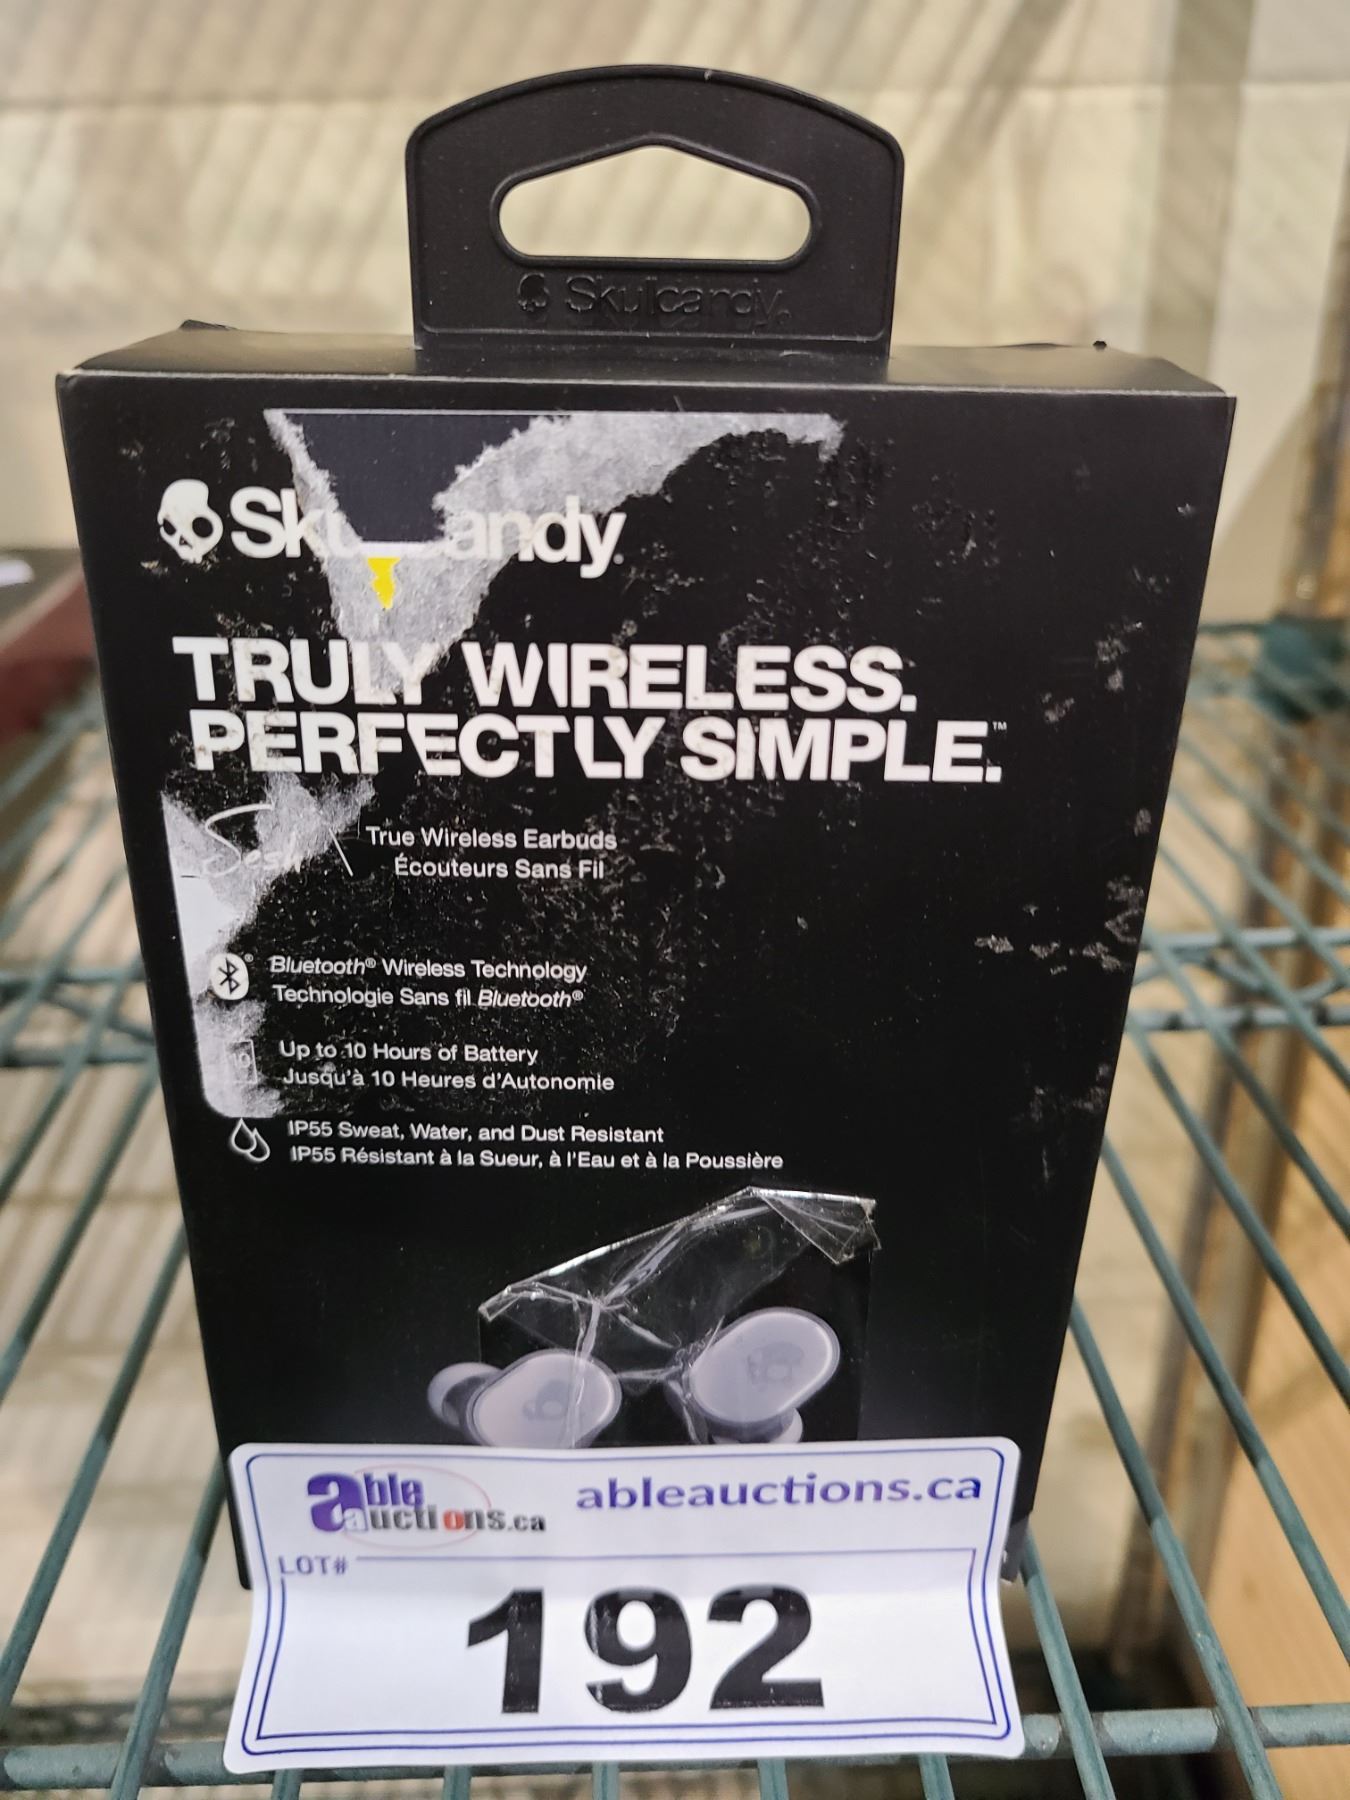 Skullcandy
Skullcandy
TRULY WIRELESS.
PERFECTLY SIMPLE.™
Sesh
True Wireless Earbuds
Écouteurs Sans Fil
Bluetooth® Wireless Technology
Technologie Sans fil Bluetooth®
Up to 10 Hours of Battery
Jusqu'à 10 Heures d'Autonomie
IP55 Sweat, Water, and Dust Resistant
IP55 Résistant à la Sueur, à l'Eau et à la Poussière
able auctions.ca
ableauctions.ca
LOT#
192